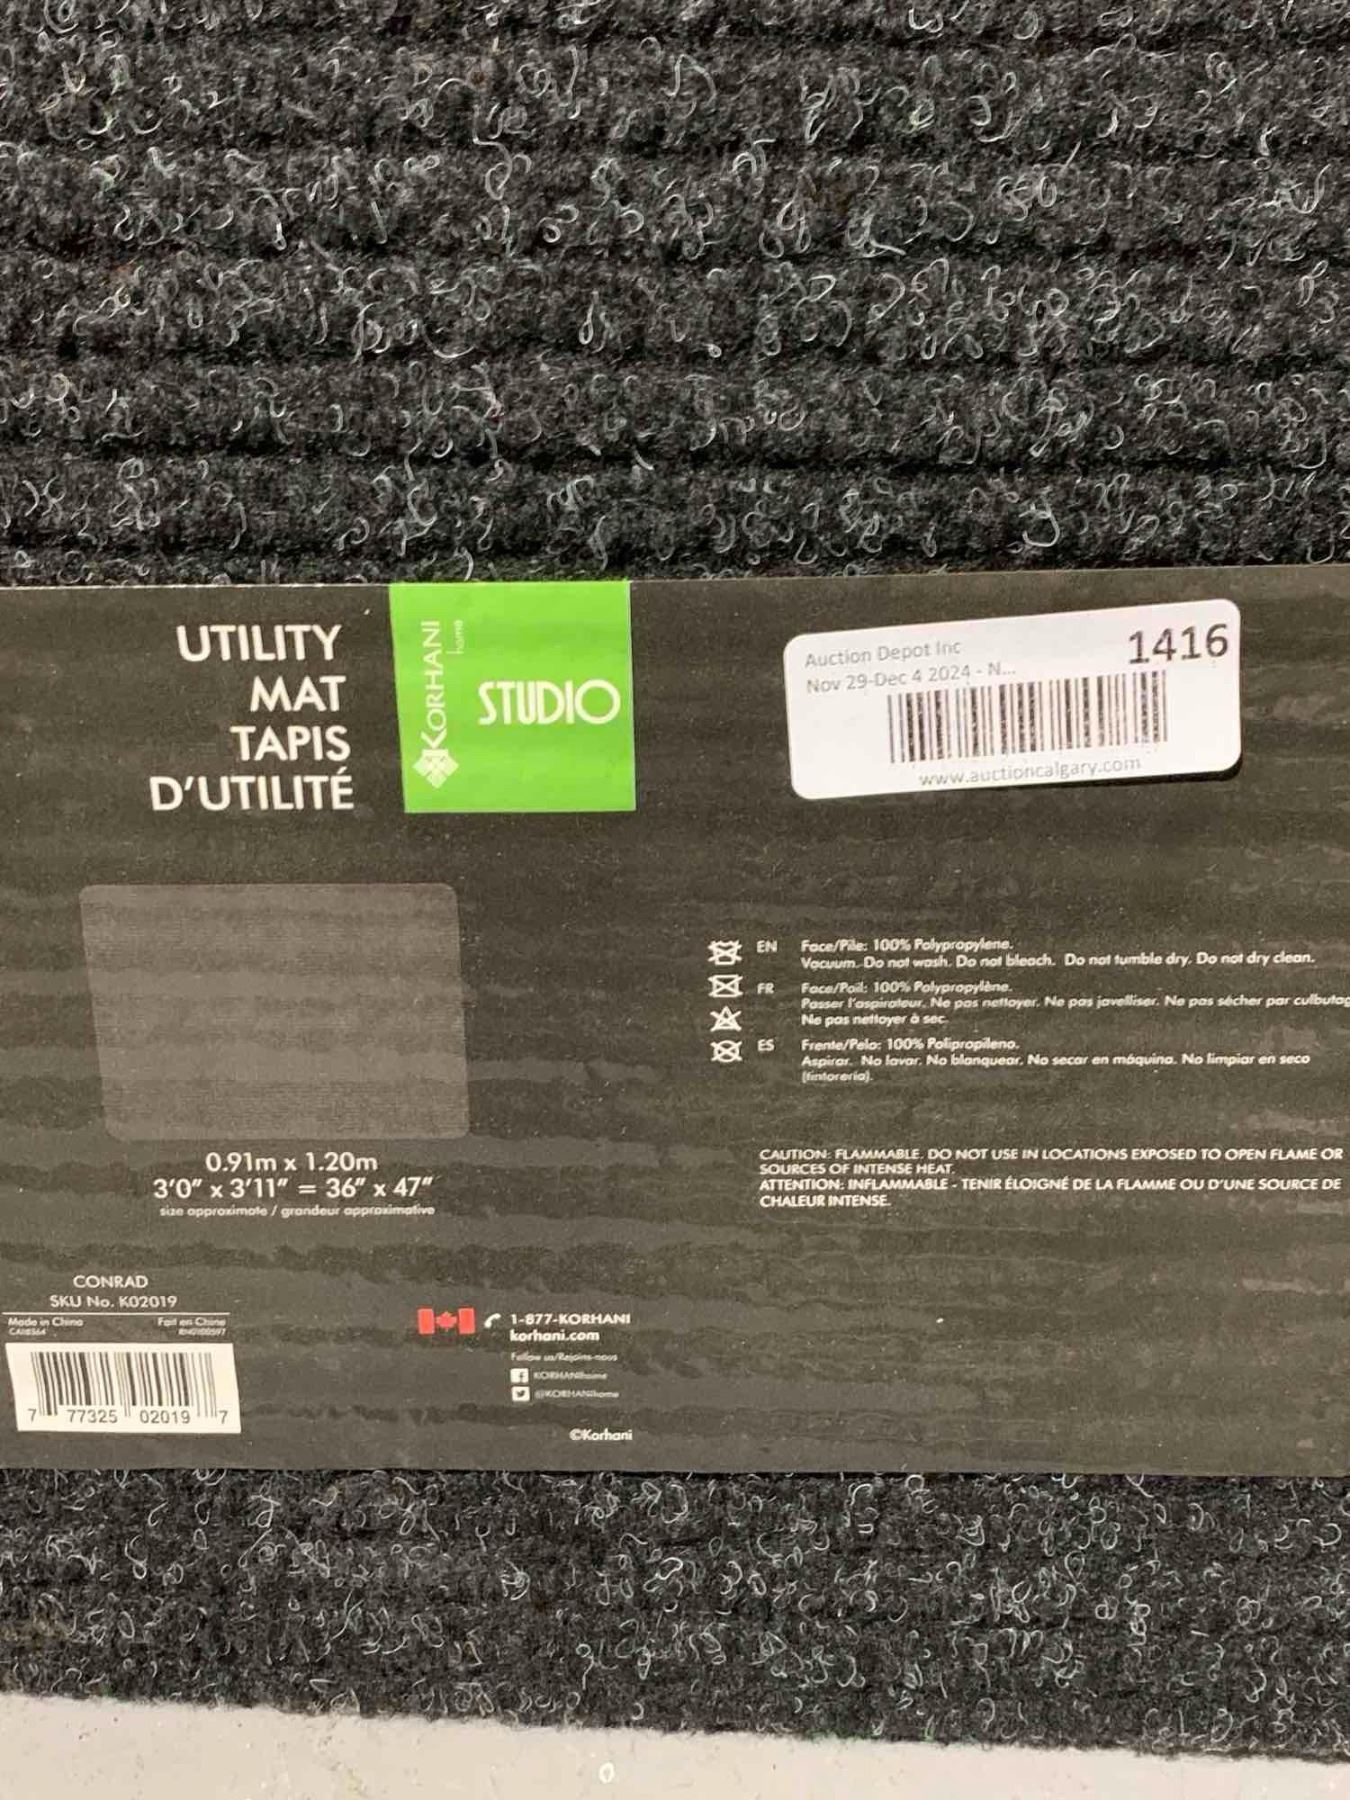 UTILITY
MAT
TAPIS
D'UTILITÉ
KORHANI
home
STUDIO
Auction Depot Inc
1416
Nov 29-Dec 4 2024 - N...
www.auctioncalgary.com
EN Face/Pile: 100% Polypropylene.
Vacuum. Do not wash. Do not bleach. Do not tumble dry. Do not dry clean.
FR Face/Poil: 100% Polypropylène.
Passer l'aspirateur. Ne pas nettoyer. Ne pas javelliser. Ne pas sécher par culbutag
Ne pas nettoyer à sec.
ES Frente/Pelo: 100% Polipropileno.
Aspirar. No lavar. No blanquear. No secar en máquina. No limpiar en seco
(tintorería).
0.91m x 1.20m
3'0" x 3'11" = 36" x 47"
size approximate / grandeur approximative
CAUTION: FLAMMABLE. DO NOT USE IN LOCATIONS EXPOSED TO OPEN FLAME OR
SOURCES OF INTENSE HEAT.
ATTENTION: INFLAMMABLE - TENIR ÉLOIGNÉ DE LA FLAMME OU D'UNE SOURCE DE
CHALEUR INTENSE.
CONRAD
SKU No. K02019
Made in China Fait en Chine
7 77325 02019 7
1-877-KORHANI
korhani.com
Follow us/Rejoins-nous
KORHANIhome
@KORHANIhome
©Korhani